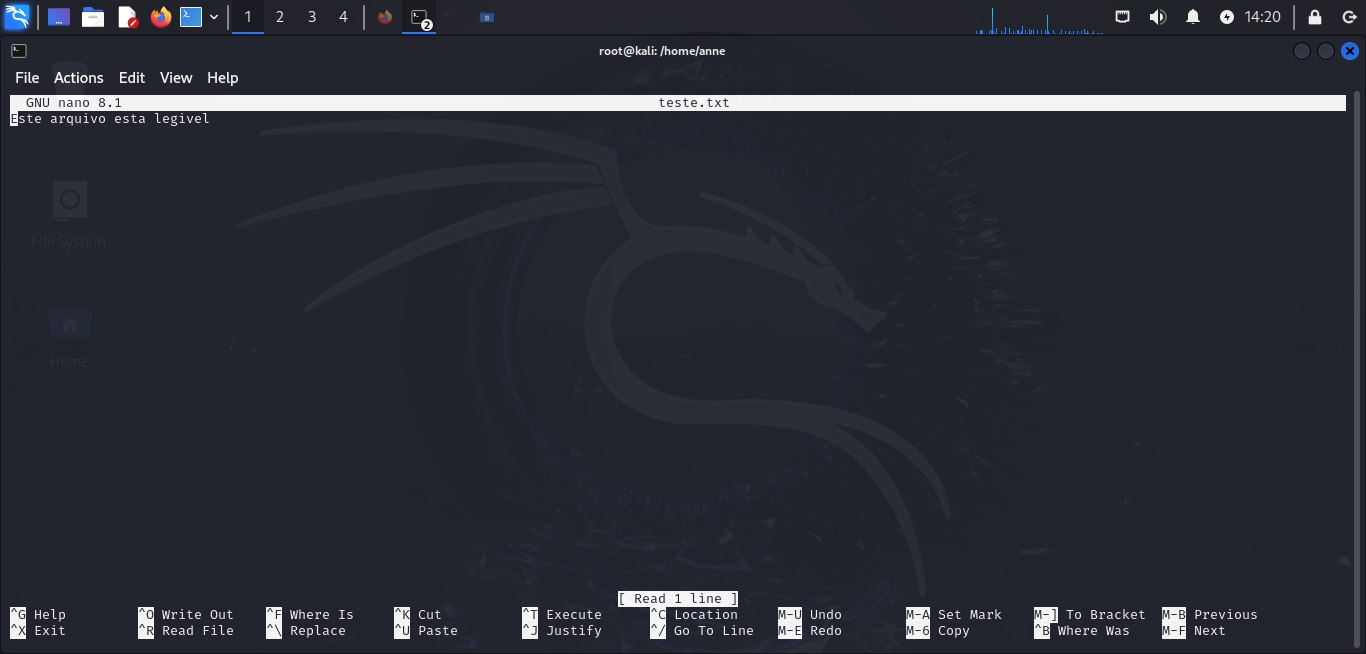 1 2 3 4 2 14:20
root@kali: /home/anne
File Actions Edit View Help
GNU nano 8.1 teste.txt
Este arquivo esta legivel
File System
Home
[ Read 1 line ]
^G Help ^O Write Out ^F Where Is ^K Cut ^T Execute ^C Location M-U Undo M-A Set Mark M-] To Bracket M-B Previous
^X Exit ^R Read File ^\ Replace ^U Paste ^J Justify ^/ Go To Line M-E Redo M-6 Copy ^B Where Was M-F Next